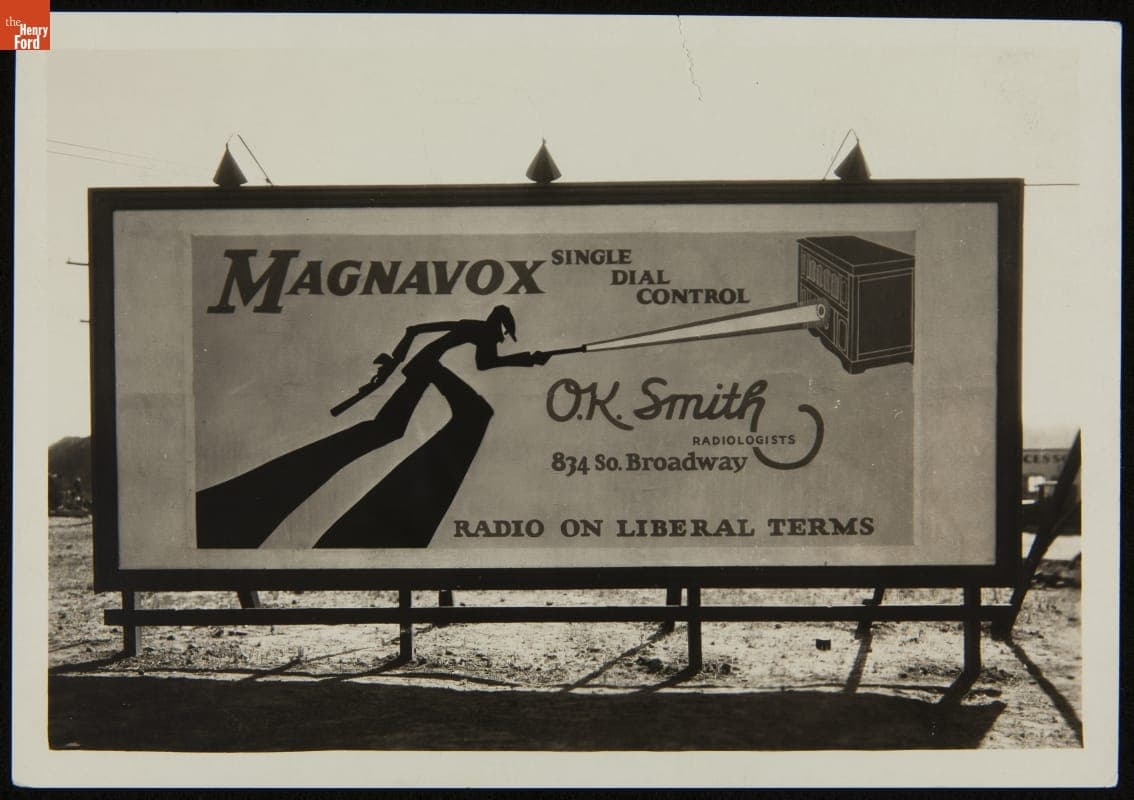 the
Henry
Ford
MAGNAVOX
SINGLE
DIAL
CONTROL
O.K. Smith
RADIOLOGISTS
834 So. Broadway
RADIO ON LIBERAL TERMS